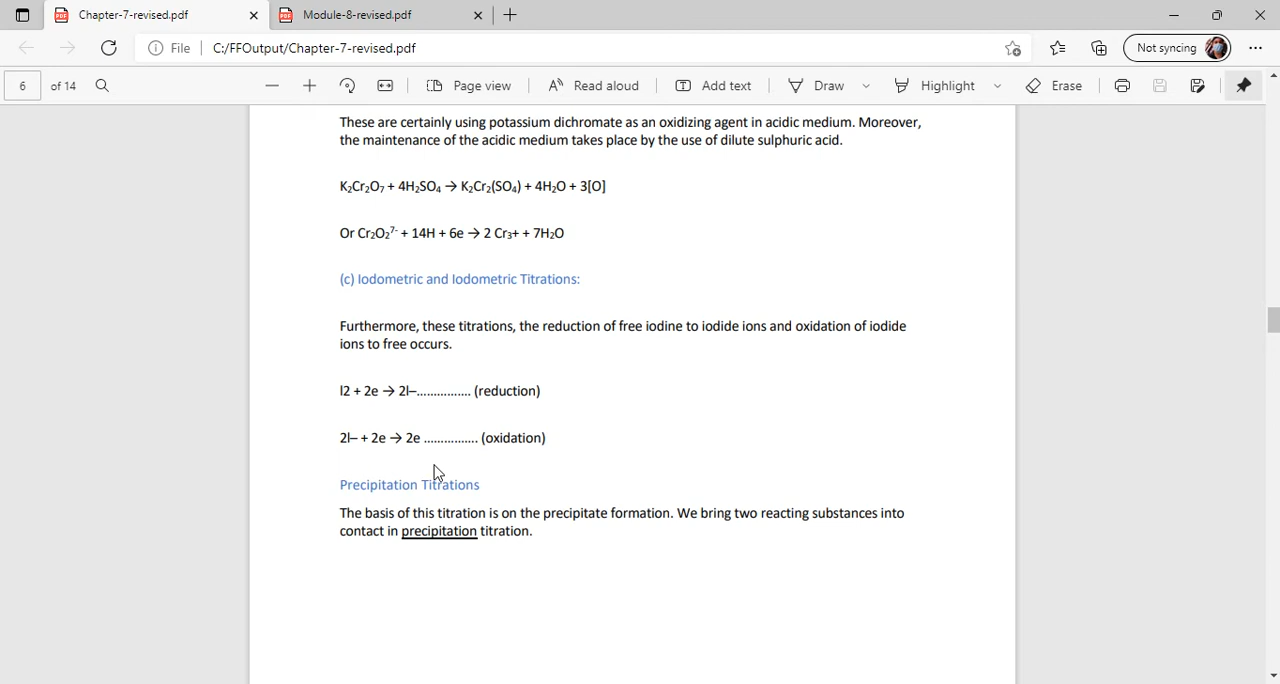 Chapter-7-revised.pdf
Module-8-revised.pdf
File C:/FFOutput/Chapter-7-revised.pdf
Not syncing
6 of 14
Page view
Read aloud
Add text
Draw
Highlight
Erase
These are certainly using potassium dichromate as an oxidizing agent in acidic medium. Moreover,
the maintenance of the acidic medium takes place by the use of dilute sulphuric acid.
K₂Cr₂O₇ + 4H₂SO₄ → K₂Cr₂(SO₄) + 4H₂O + 3[O]
Or Cr₂O₂⁷⁻ + 14H + 6e → 2 Cr₃+ + 7H₂O
(c) Iodometric and Iodometric Titrations:
Furthermore, these titrations, the reduction of free iodine to iodide ions and oxidation of iodide
ions to free occurs.
I2 + 2e → 2I–................ (reduction)
2I– + 2e → 2e ................ (oxidation)
Precipitation Titrations
The basis of this titration is on the precipitate formation. We bring two reacting substances into
contact in precipitation titration.